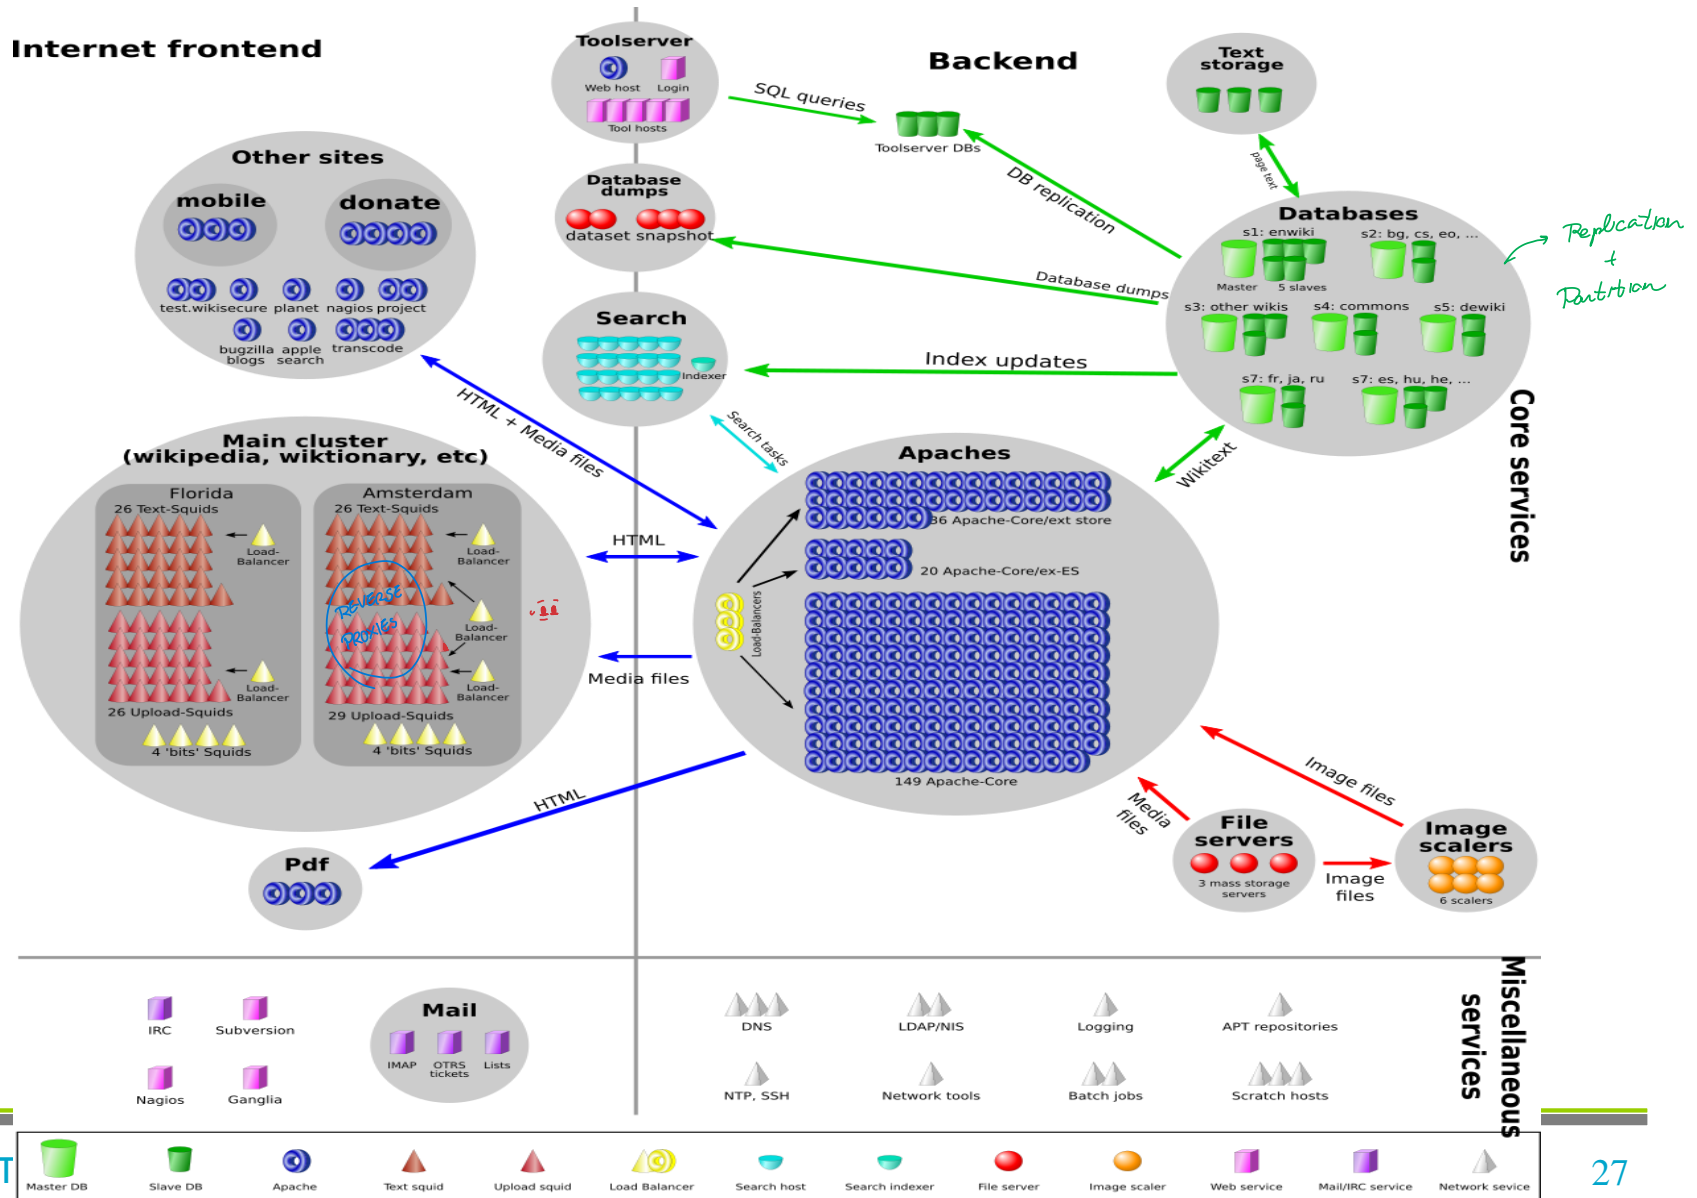 Internet frontend
Toolserver
Web host
Login
Tool hosts
SQL queries
Backend
Toolserver DBs
Text
storage
page text
Other sites
mobile
donate
test.wiki
secure
planet
nagios
project
bugzilla
blogs
apple
search
transcode
Database
dumps
dataset
snapshot
DB replication
Database dumps
Databases
s1: enwiki
s2: bg, cs, eo, ...
Master
5 slaves
s3: other wikis
s4: commons
s5: dewiki
s7: fr, ja, ru
s7: es, hu, he, ...
Replication
+
Partition
Search
Indexer
Index updates
Search tasks
HTML + Media files
Wikitext
Core services
Main cluster
(wikipedia, wiktionary, etc)
Florida
26 Text-Squids
Load-
Balancer
Load-
Balancer
26 Upload-Squids
4 'bits' Squids
Amsterdam
26 Text-Squids
Load-
Balancer
REVERSE
PROXIES
Load-
Balancer
Load-
Balancer
29 Upload-Squids
4 'bits' Squids
HTML
Media files
HTML
Apaches
Load-Balancers
36 Apache-Core/ext store
20 Apache-Core/ex-ES
149 Apache-Core
Image files
Media
files
File
servers
3 mass storage
servers
Image
files
Image
scalers
6 scalers
Pdf
Miscellaneous
services
IRC
Subversion
Nagios
Ganglia
Mail
IMAP
OTRS
tickets
Lists
DNS
LDAP/NIS
Logging
APT repositories
NTP, SSH
Network tools
Batch jobs
Scratch hosts
T
Master DB
Slave DB
Apache
Text squid
Upload squid
Load Balancer
Search host
Search indexer
File server
Image scaler
Web service
Mail/IRC service
Network sevice
27